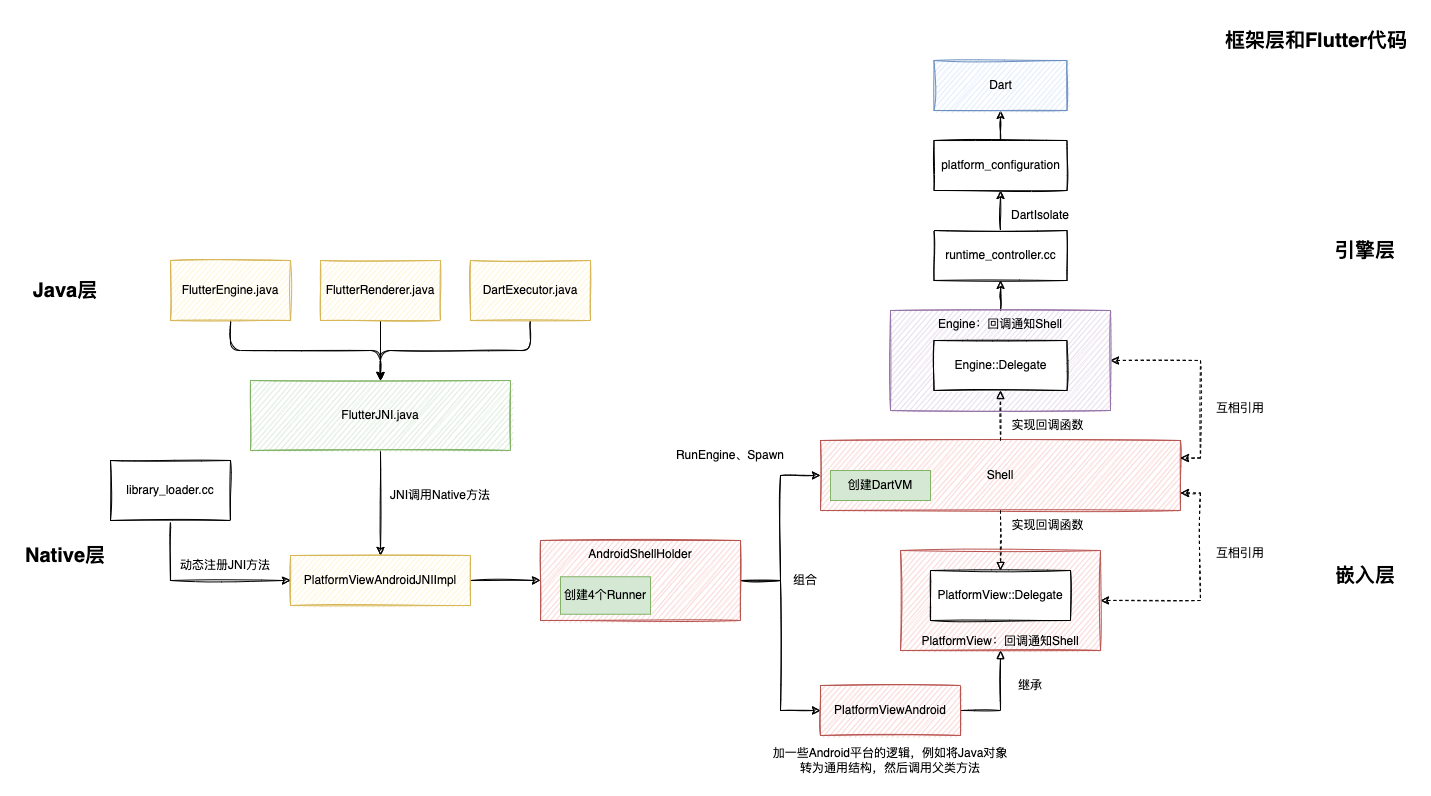 框架层和Flutter代码
Dart
platform_configuration
DartIsolate
runtime_controller.cc
引擎层
Java层
FlutterEngine.java
FlutterRenderer.java
DartExecutor.java
Engine：回调通知Shell
Engine::Delegate
FlutterJNI.java
互相引用
实现回调函数
RunEngine、Spawn
Shell
创建DartVM
library_loader.cc
JNI调用Native方法
实现回调函数
Native层
动态注册JNI方法
PlatformViewAndroidJNIImpl
AndroidShellHolder
创建4个Runner
组合
互相引用
嵌入层
PlatformView::Delegate
PlatformView：回调通知Shell
继承
PlatformViewAndroid
加一些Android平台的逻辑，例如将Java对象
转为通用结构，然后调用父类方法